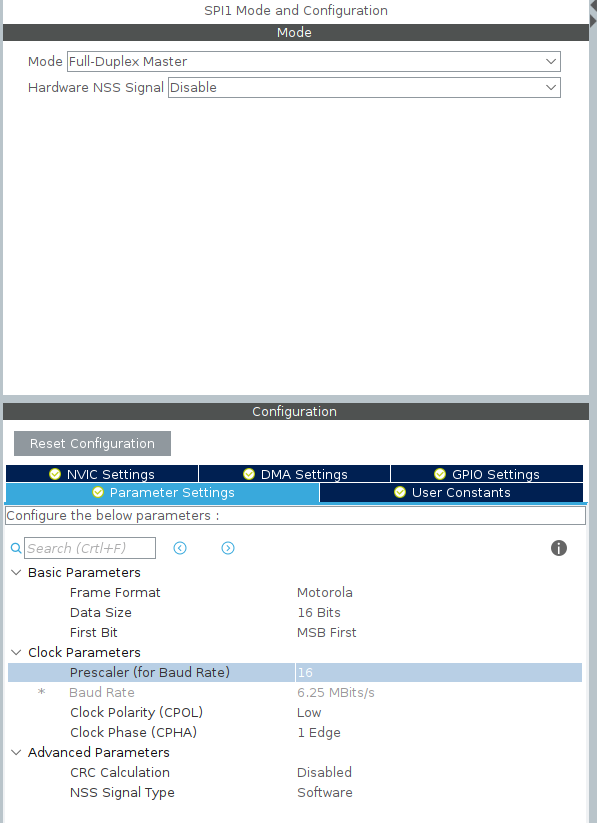 SPI1 Mode and Configuration
Mode
Mode Full-Duplex Master
Hardware NSS Signal Disable
Configuration
Reset Configuration
NVIC Settings DMA Settings GPIO Settings
Parameter Settings User Constants
Configure the below parameters :
Search (Crtl+F)
Basic Parameters
Frame Format Motorola
Data Size 16 Bits
First Bit MSB First
Clock Parameters
Prescaler (for Baud Rate) 16
* Baud Rate 6.25 MBits/s
Clock Polarity (CPOL) Low
Clock Phase (CPHA) 1 Edge
Advanced Parameters
CRC Calculation Disabled
NSS Signal Type Software